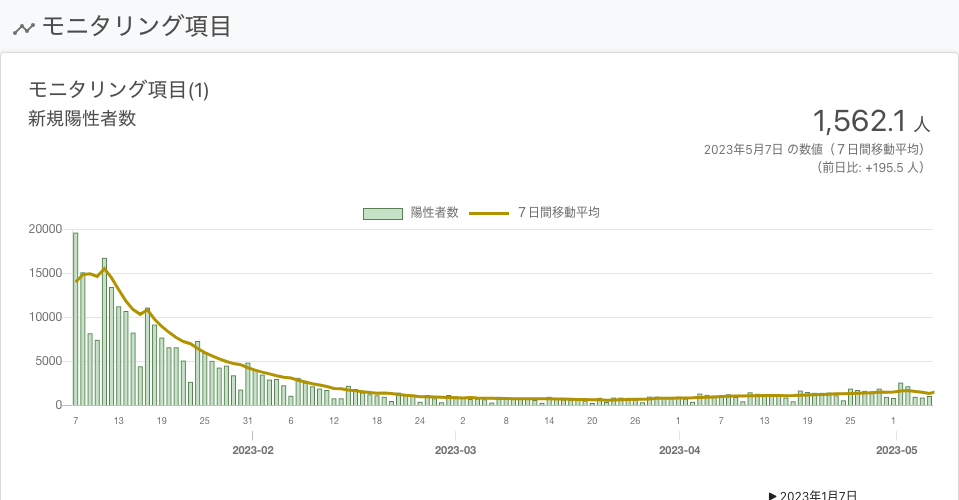 モニタリング項目
モニタリング項目(1)
新規陽性者数
1,562.1 人
2023年5月7日 の数値（７日間移動平均）
（前日比: +195.5 人）
陽性者数 ７日間移動平均
20000
15000
10000
5000
0
7 13 19 25 31 6 12 18 24 2 8 14 20 26 1 7 13 19 25 1
2023-02 2023-03 2023-04 2023-05
▶ 2023年1月7日